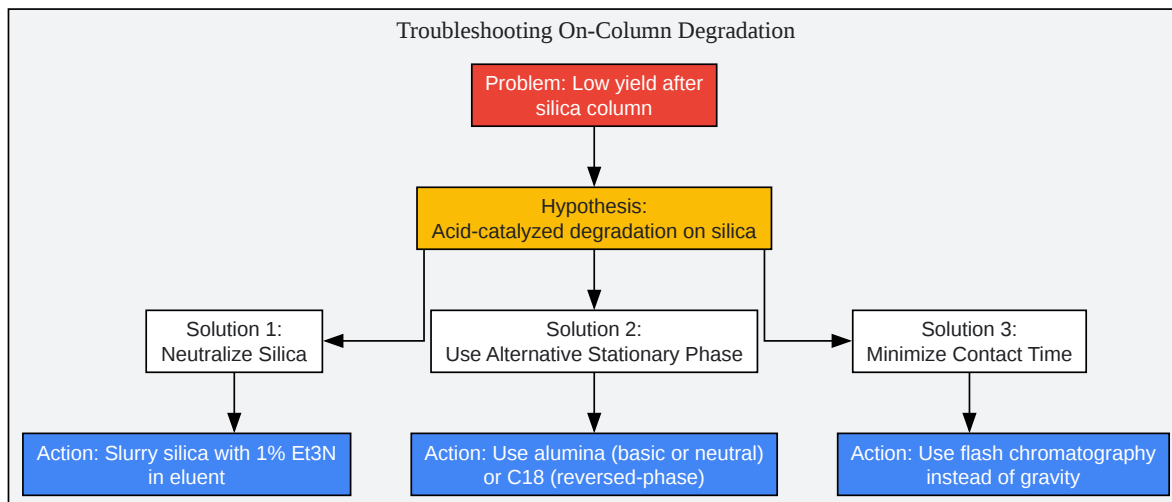 Troubleshooting On-Column Degradation
Problem: Low yield after
silica column
Hypothesis:
Acid-catalyzed degradation on silica
Solution 1:
Neutralize Silica
Solution 2:
Use Alternative Stationary Phase
Solution 3:
Minimize Contact Time
Action: Slurry silica with 1% Et3N
in eluent
Action: Use alumina (basic or neutral)
or C18 (reversed-phase)
Action: Use flash chromatography
instead of gravity